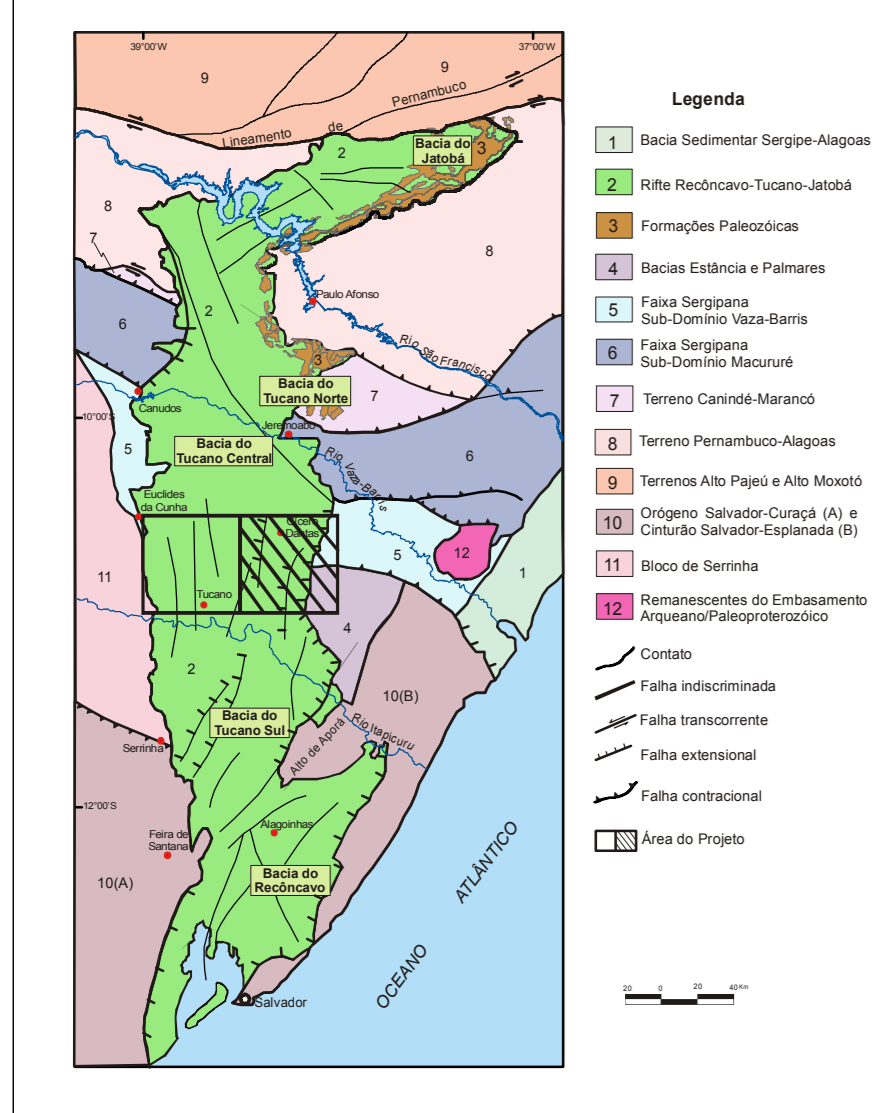 39°00'W
37°00'W
9
9
Lineamento de Pernambuco
2
Bacia do
Jatobá
3
8
7
8
2
Paulo Afonso
6
Rio São Francisco
3
Bacia do
Tucano Norte
7
Canudos
10°00'S
Jeremoabo
Bacia do
Tucano Central
5
6
Rio Vaza-Barris
Euclides
da Cunha
Cícero
Dantas
5
12
1
11
Tucano
4
2
10(B)
Bacia do
Tucano Sul
Rio Itapicuru
Alto de Aporá
Serrinha
12°00'S
Alagoinhas
Feira de
Santana
Bacia do
Recôncavo
10(A)
OCEANO ATLÂNTICO
Salvador
Legenda
1 Bacia Sedimentar Sergipe-Alagoas
2 Rifte Recôncavo-Tucano-Jatobá
3 Formações Paleozóicas
4 Bacias Estância e Palmares
5 Faixa Sergipana
Sub-Domínio Vaza-Barris
6 Faixa Sergipana
Sub-Domínio Macururé
7 Terreno Canindé-Marancó
8 Terreno Pernambuco-Alagoas
9 Terrenos Alto Pajeú e Alto Moxotó
10 Orógeno Salvador-Curaçá (A) e
Cinturão Salvador-Esplanada (B)
11 Bloco de Serrinha
12 Remanescentes do Embasamento
Arqueano/Paleoproterozóico
Contato
Falha indiscriminada
Falha transcorrente
Falha extensional
Falha contracional
Área do Projeto
20 0 20 40 Km